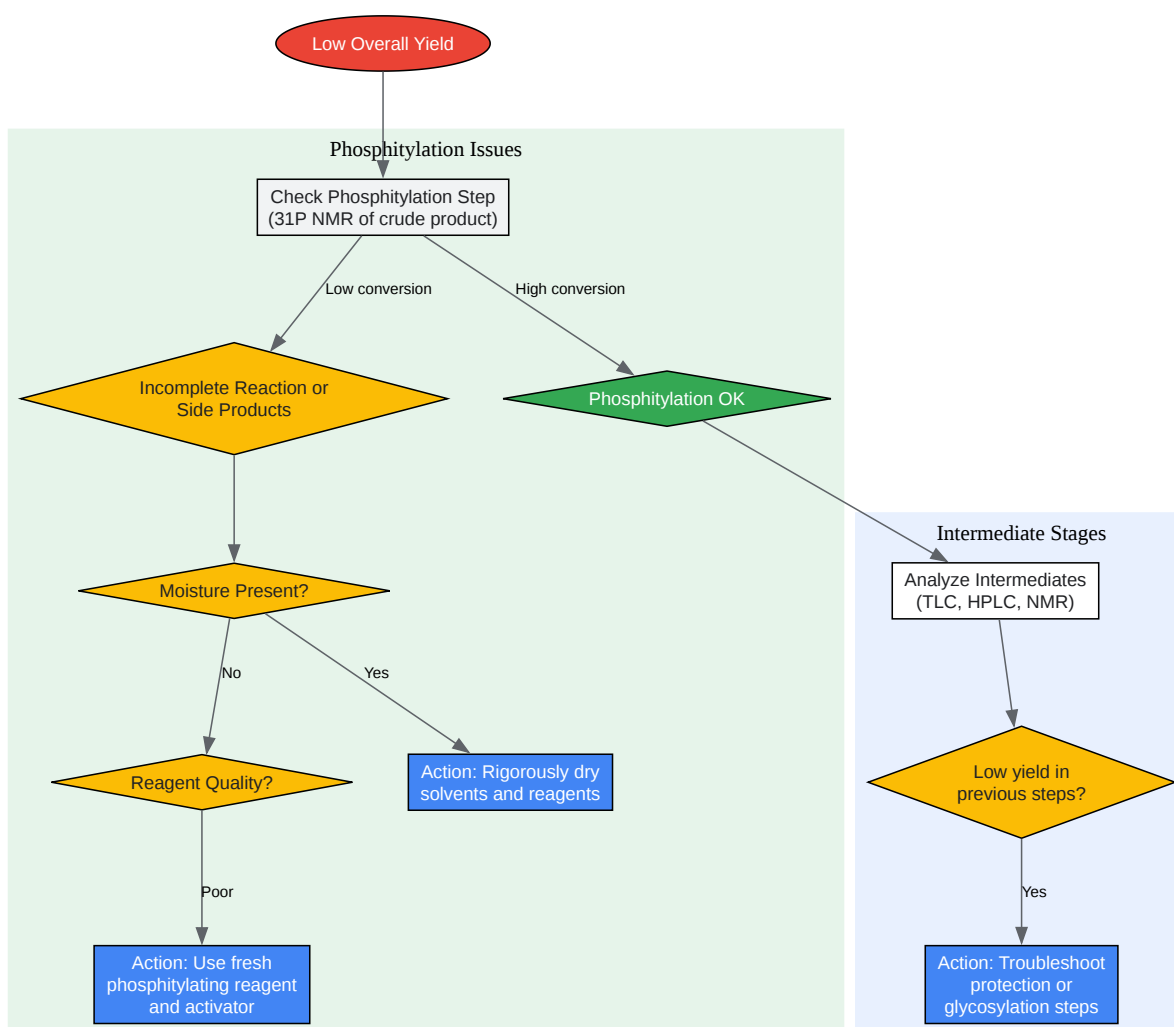 Low Overall Yield
Phosphitylation Issues
Check Phosphitylation Step
(31P NMR of crude product)
Low conversion
High conversion
Incomplete Reaction or
Side Products
Phosphitylation OK
Intermediate Stages
Analyze Intermediates
(TLC, HPLC, NMR)
Moisture Present?
No
Yes
Reagent Quality?
Action: Rigorously dry
solvents and reagents
Low yield in
previous steps?
Poor
Yes
Action: Use fresh
phosphitylating reagent
and activator
Action: Troubleshoot
protection or
glycosylation steps